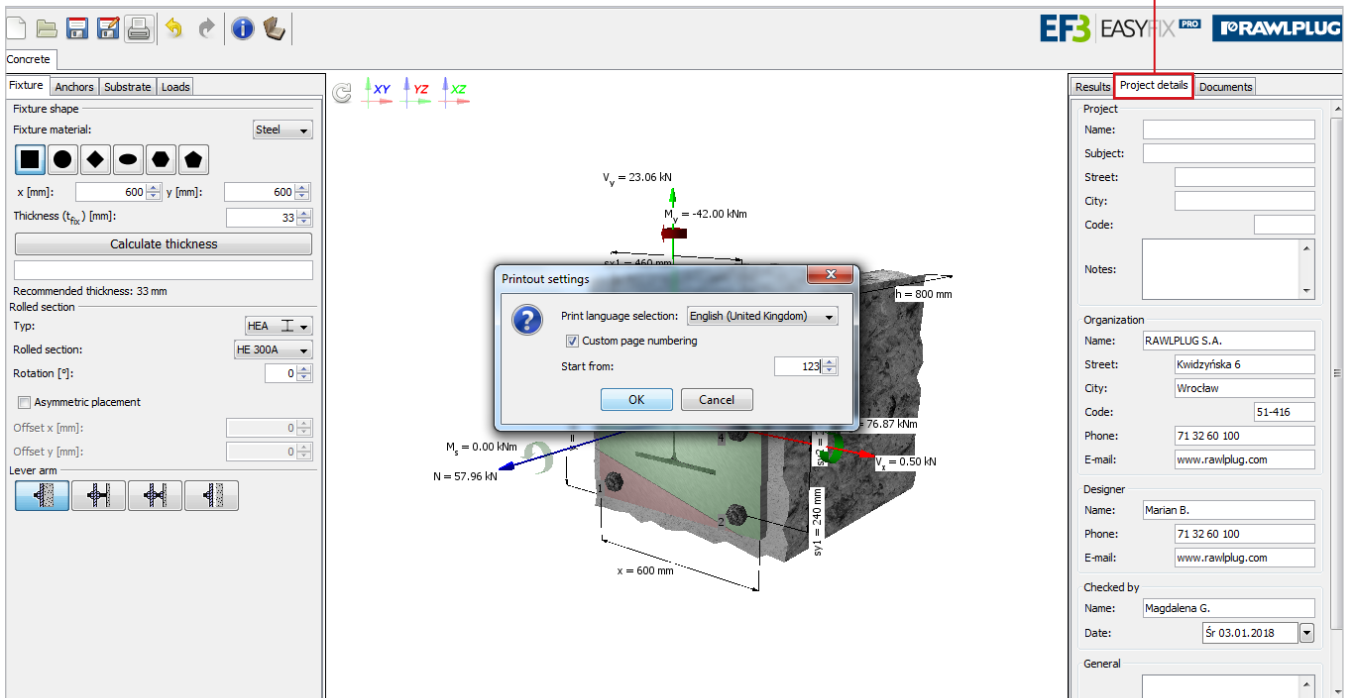 EF3 EASYFIX PRO RAWLPLUG
Concrete
Fixture Anchors Substrate Loads
Fixture shape
Fixture material: Steel
x [mm]: 600 y [mm]: 600
Thickness (tfix) [mm]: 33
Calculate thickness
Recommended thickness: 33 mm
Rolled section
Typ: HEA
Rolled section: HE 300A
Rotation [º]: 0
Asymmetric placement
Offset x [mm]: 0
Offset y [mm]: 0
Lever arm
XY YZ XZ
Vy = 23.06 kN
My = -42.00 kNm
sy1 = 460 mm
h = 800 mm
Printout settings
Print language selection: English (United Kingdom)
Custom page numbering
Start from: 123
OK Cancel
76.87 kNm
4
Ms = 0.00 kNm
Vx = 0.50 kN
N = 57.96 kN
1
2
sy1 = 240 mm
x = 600 mm
Results Project details Documents
Project
Name:
Subject:
Street:
City:
Code:
Notes:
Organization
Name: RAWLPLUG S.A.
Street: Kwidzyńska 6
City: Wrocław
Code: 51-416
Phone: 71 32 60 100
E-mail: www.rawlplug.com
Designer
Name: Marian B.
Phone: 71 32 60 100
E-mail: www.rawlplug.com
Checked by
Name: Magdalena G.
Date: Śr 03.01.2018
General